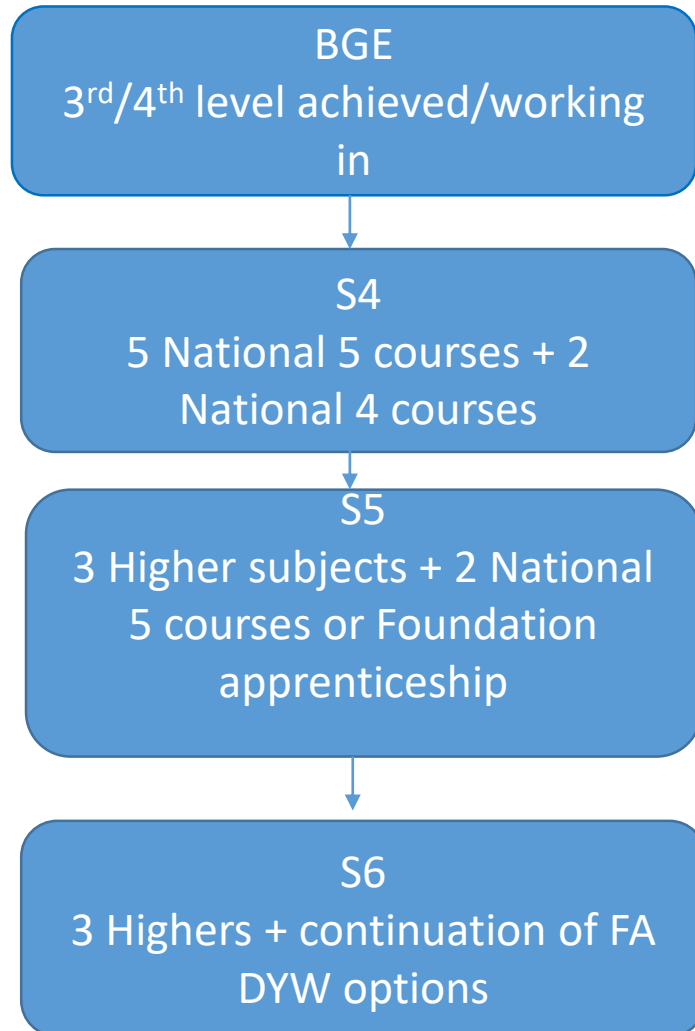 BGE
3rd/4th level achieved/working
in
S4
5 National 5 courses + 2
National 4 courses
S5
3 Higher subjects + 2 National
5 courses or Foundation
apprenticeship
S6
3 Highers + continuation of FA
DYW options